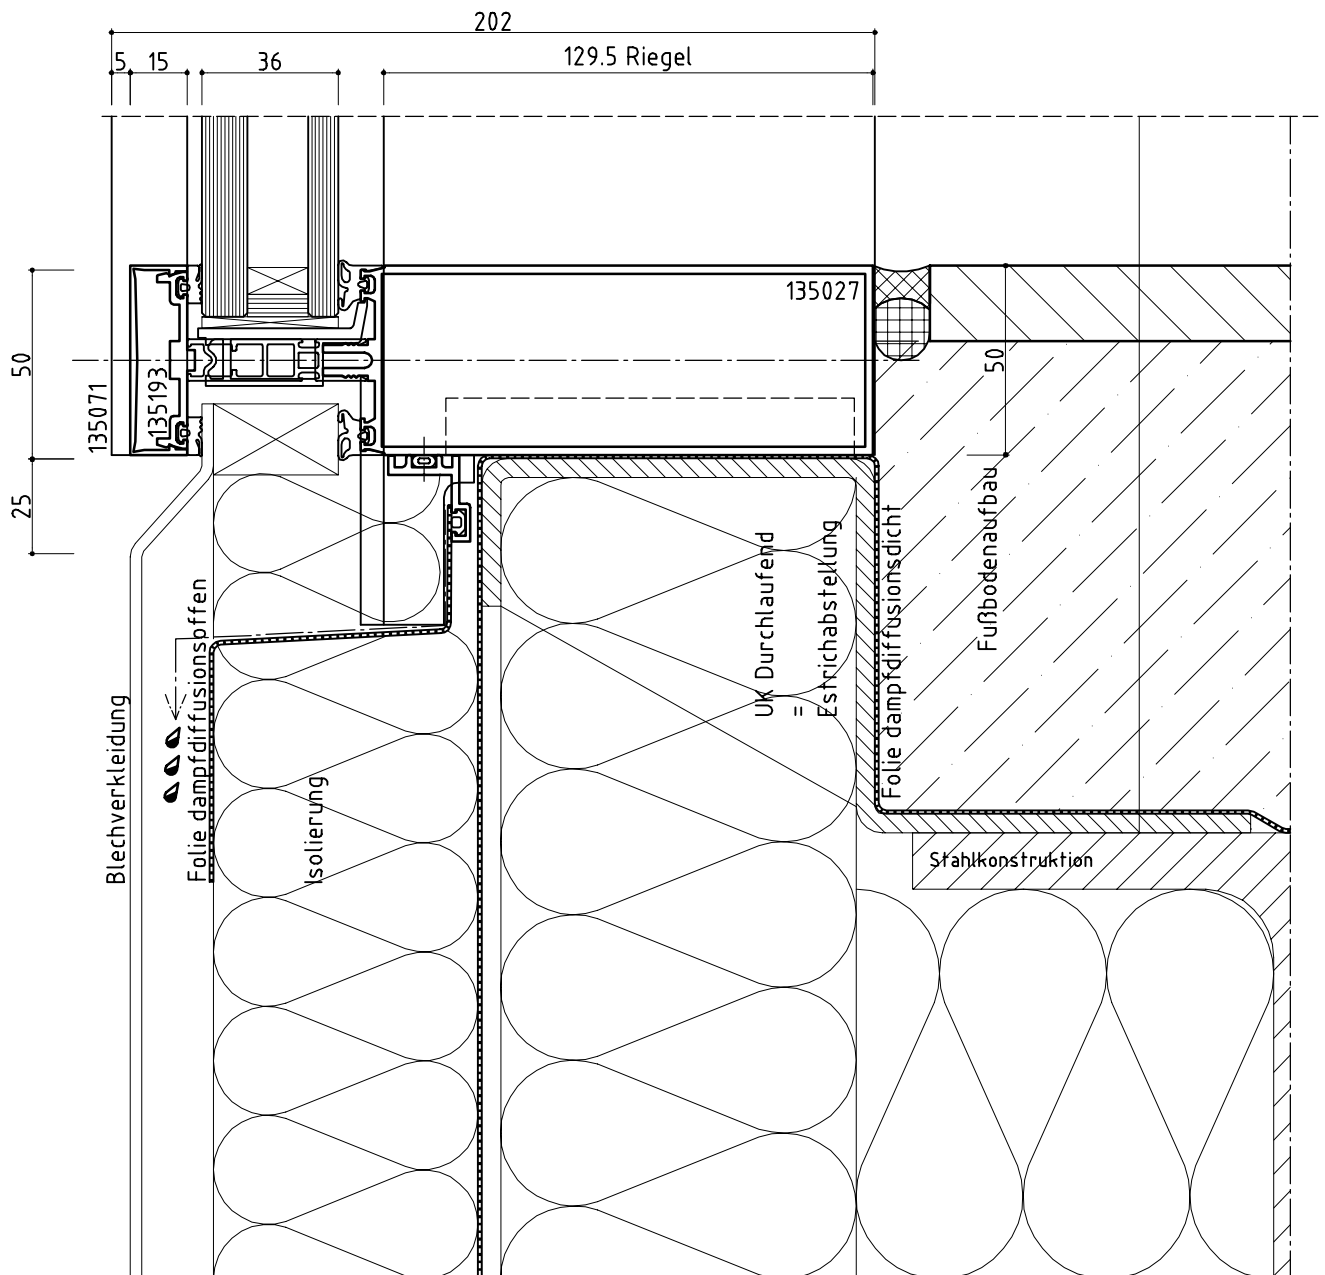 202
5
15
36
129.5 Riegel
135027
50
50
135071
135193
25
Fußbodenaufbau
UK Durchlaufend
=
Estrichabstellung
Folie dampfdiffusionsdicht
Folie dampfdiffusionsoffen
Blechverkleidung
Isolierung
Stahlkonstruktion